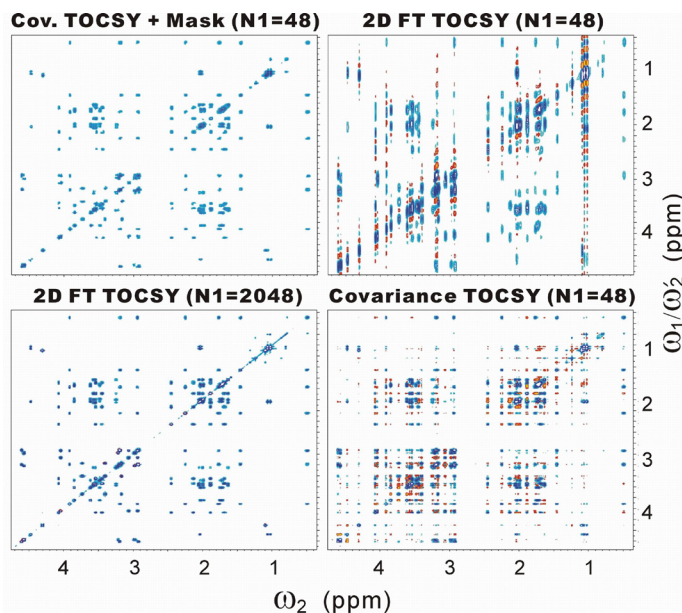 Cov. TOCSY + Mask (N1=48) 2D FT TOCSY (N1=48)
1
2
3
4
2D FT TOCSY (N1=2048) Covariance TOCSY (N1=48)
1
2
3
4
4 3 2 1 4 3 2 1
ω₂ (ppm) ω₂ (ppm)
ω₁/ω₂′ (ppm)